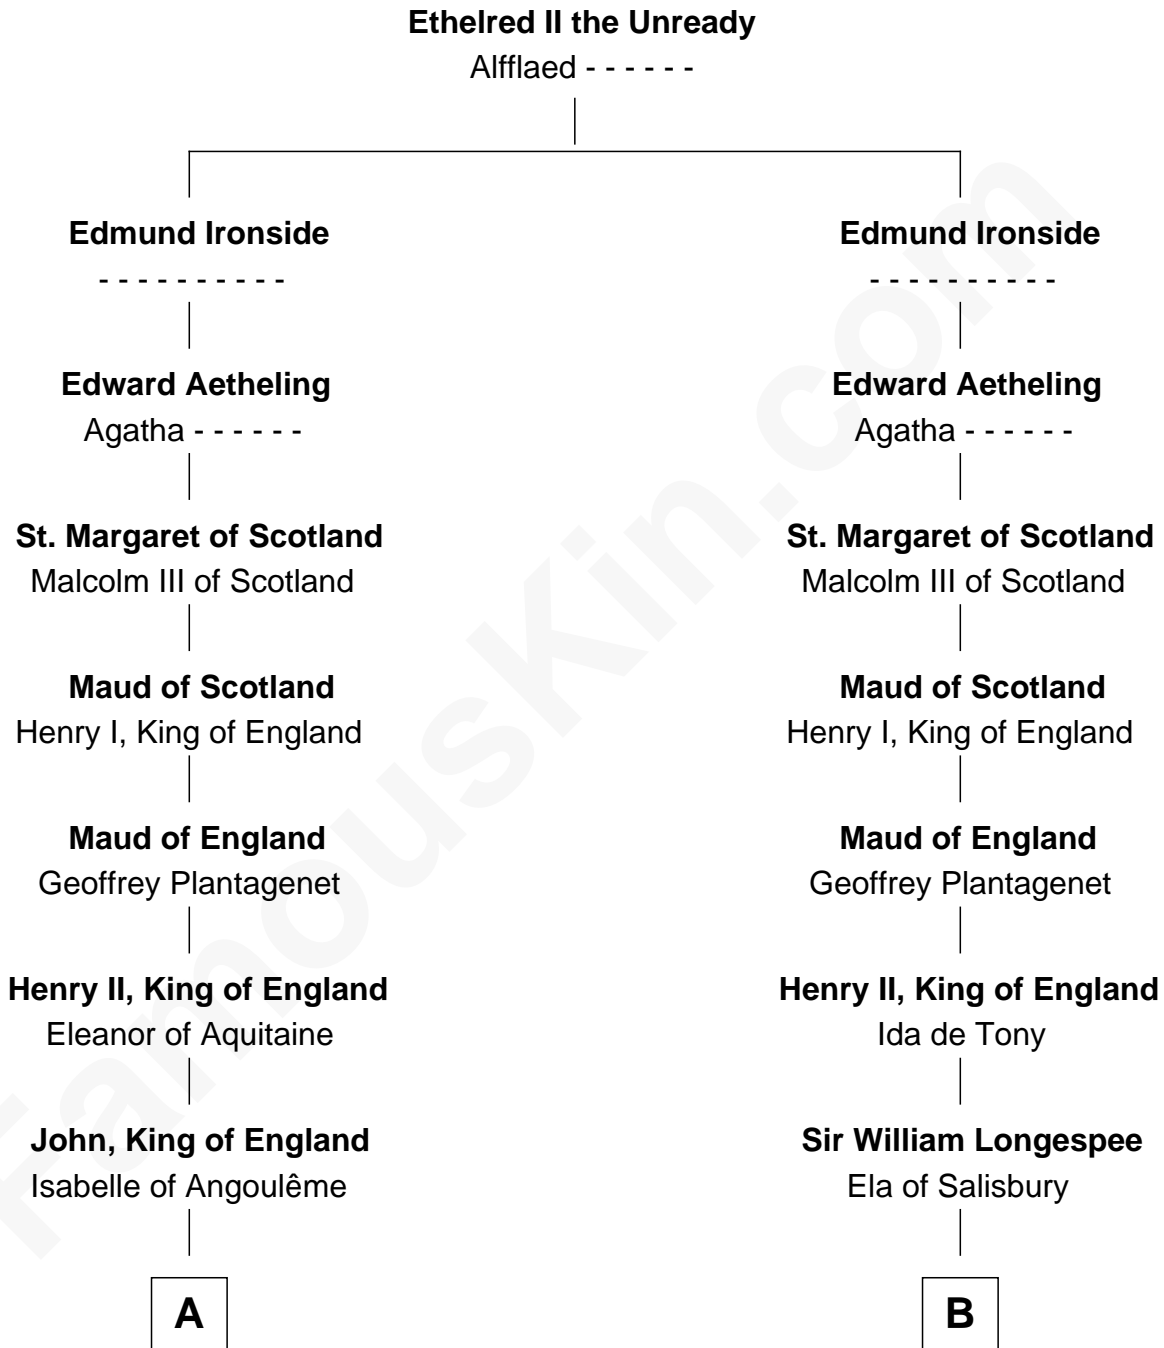 Ethelred II the Unready
Alfflaed - - - - - -
Edmund Ironside
- - - - - - - - - -
Edward Aetheling
Agatha - - - - - -
St. Margaret of Scotland
Malcolm III of Scotland
Maud of Scotland
Henry I, King of England
Maud of England
Geoffrey Plantagenet
Henry II, King of England
Eleanor of Aquitaine
John, King of England
Isabelle of Angoulême
A
Edmund Ironside
- - - - - - - - - -
Edward Aetheling
Agatha - - - - - -
St. Margaret of Scotland
Malcolm III of Scotland
Maud of Scotland
Henry I, King of England
Maud of England
Geoffrey Plantagenet
Henry II, King of England
Ida de Tony
Sir William Longespee
Ela of Salisbury
B
FamousKin.com